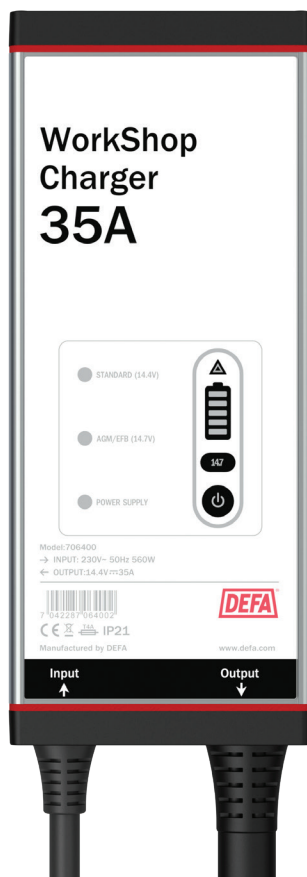 WorkShop
Charger
35A
STANDARD (14.4V)
AGM/EFB (14.7V)
14.7
POWER SUPPLY
Model:706400
→ INPUT: 230V~ 50Hz 560W
← OUTPUT:14.4V⎓35A
7 042287 064002
DEFA
CE T4A IP21
Manufactured by DEFA
www.defa.com
Input
Output